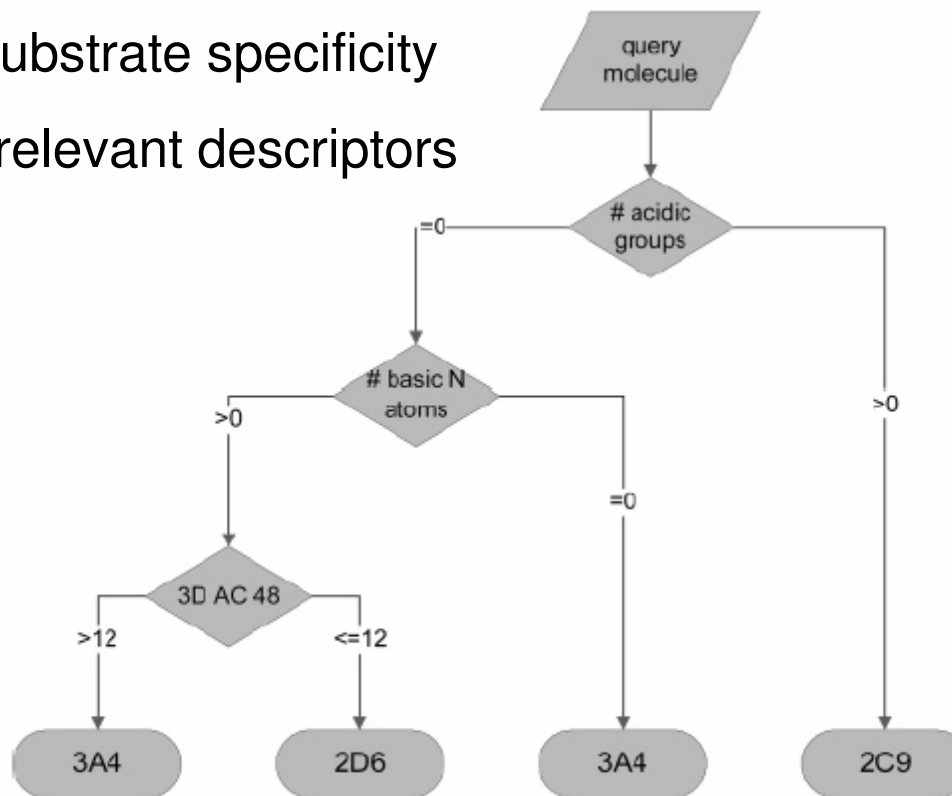 ubstrate specificity
relevant descriptors
query
molecule
# acidic
groups
=0
>0
# basic N
atoms
>0
=0
3D AC 48
>12
<=12
3A4
2D6
3A4
2C9